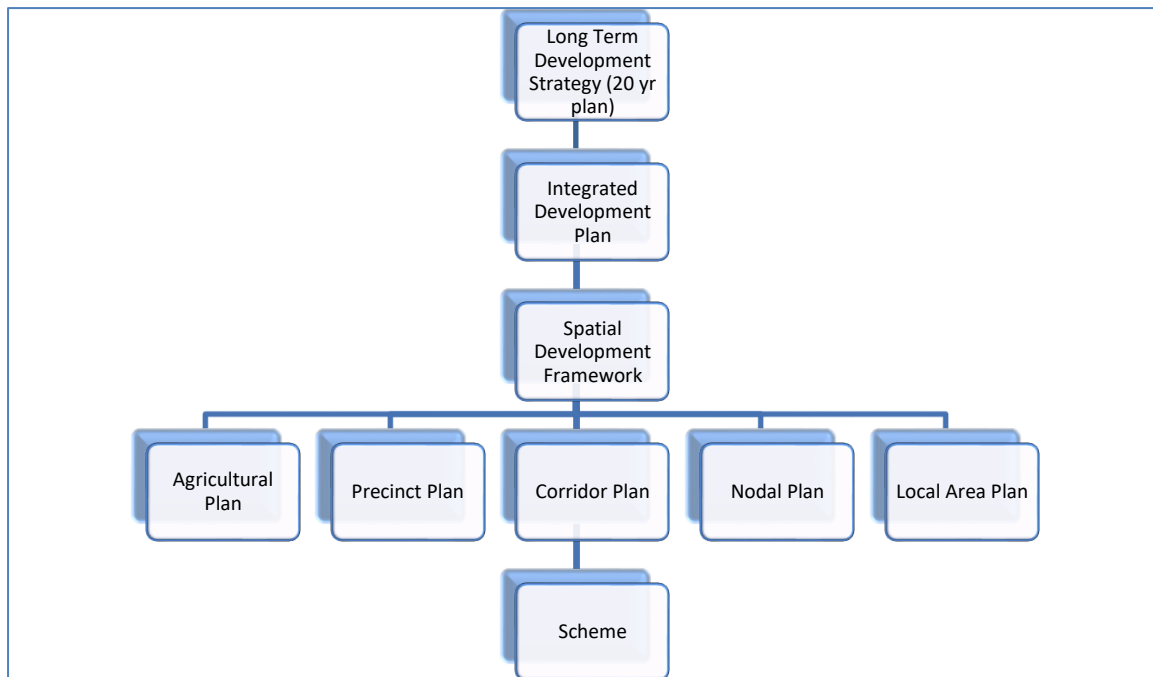 Long Term
Development
Strategy (20 yr
plan)
Integrated
Development
Plan
Spatial
Development
Framework
Agricultural
Plan
Precinct Plan
Corridor Plan
Nodal Plan
Local Area Plan
Scheme